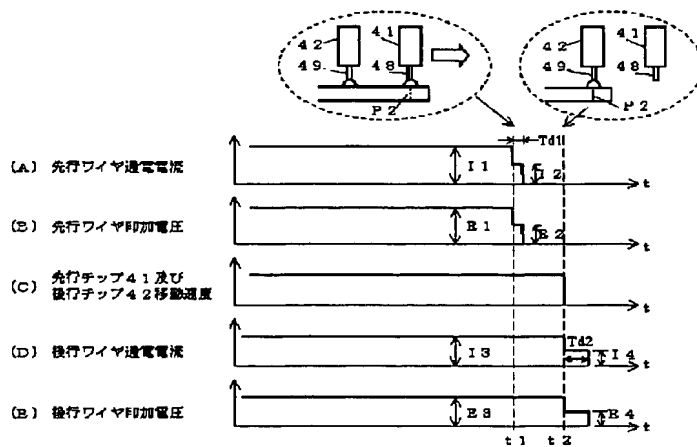 42 41 42 41
49 48 49 48
P2 P2
Td1
(A) 先行ワイヤ通電電流 I1 I2 t
(B) 先行ワイヤ印加電圧 E1 E2 t
(C) 先行チップ41及び
後行チップ42移動速度 t
(D) 後行ワイヤ通電電流 I3 Td2 I4 t
(E) 後行ワイヤ印加電圧 E3 E4 t
t1 t2